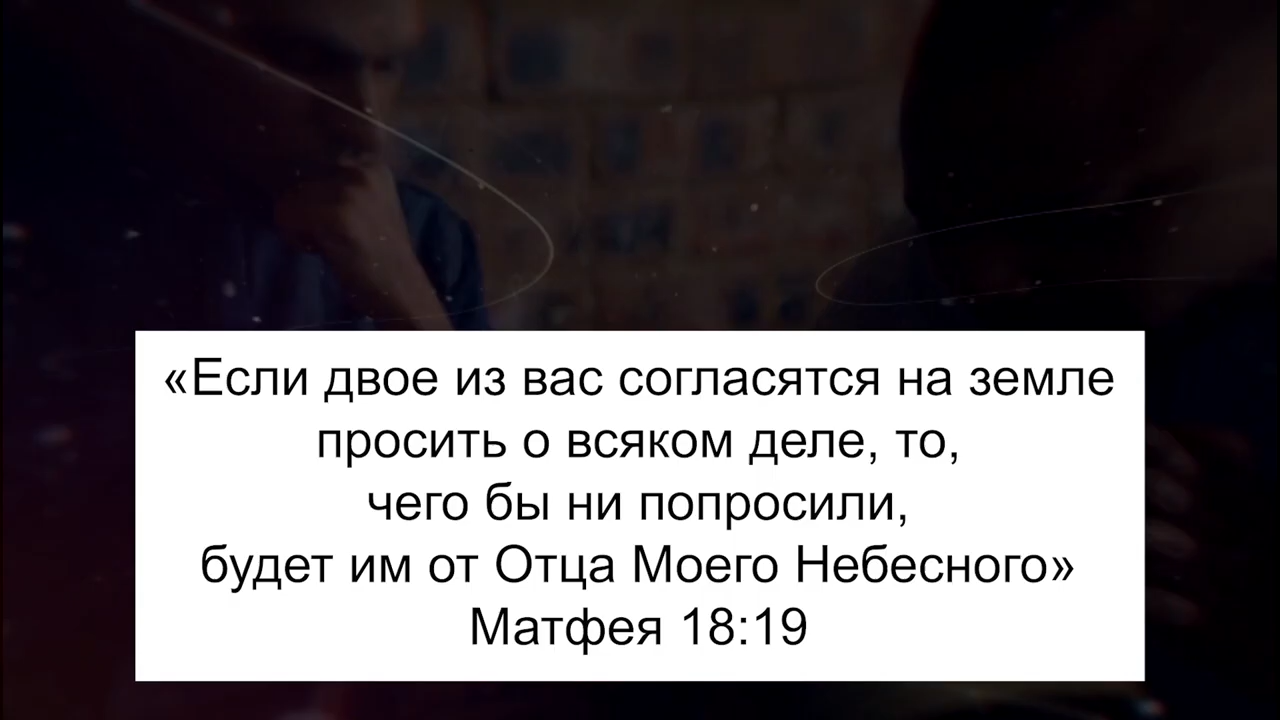 «Если двое из вас согласятся на земле
просить о всяком деле, то,
чего бы ни попросили,
будет им от Отца Моего Небесного»
Матфея 18:19